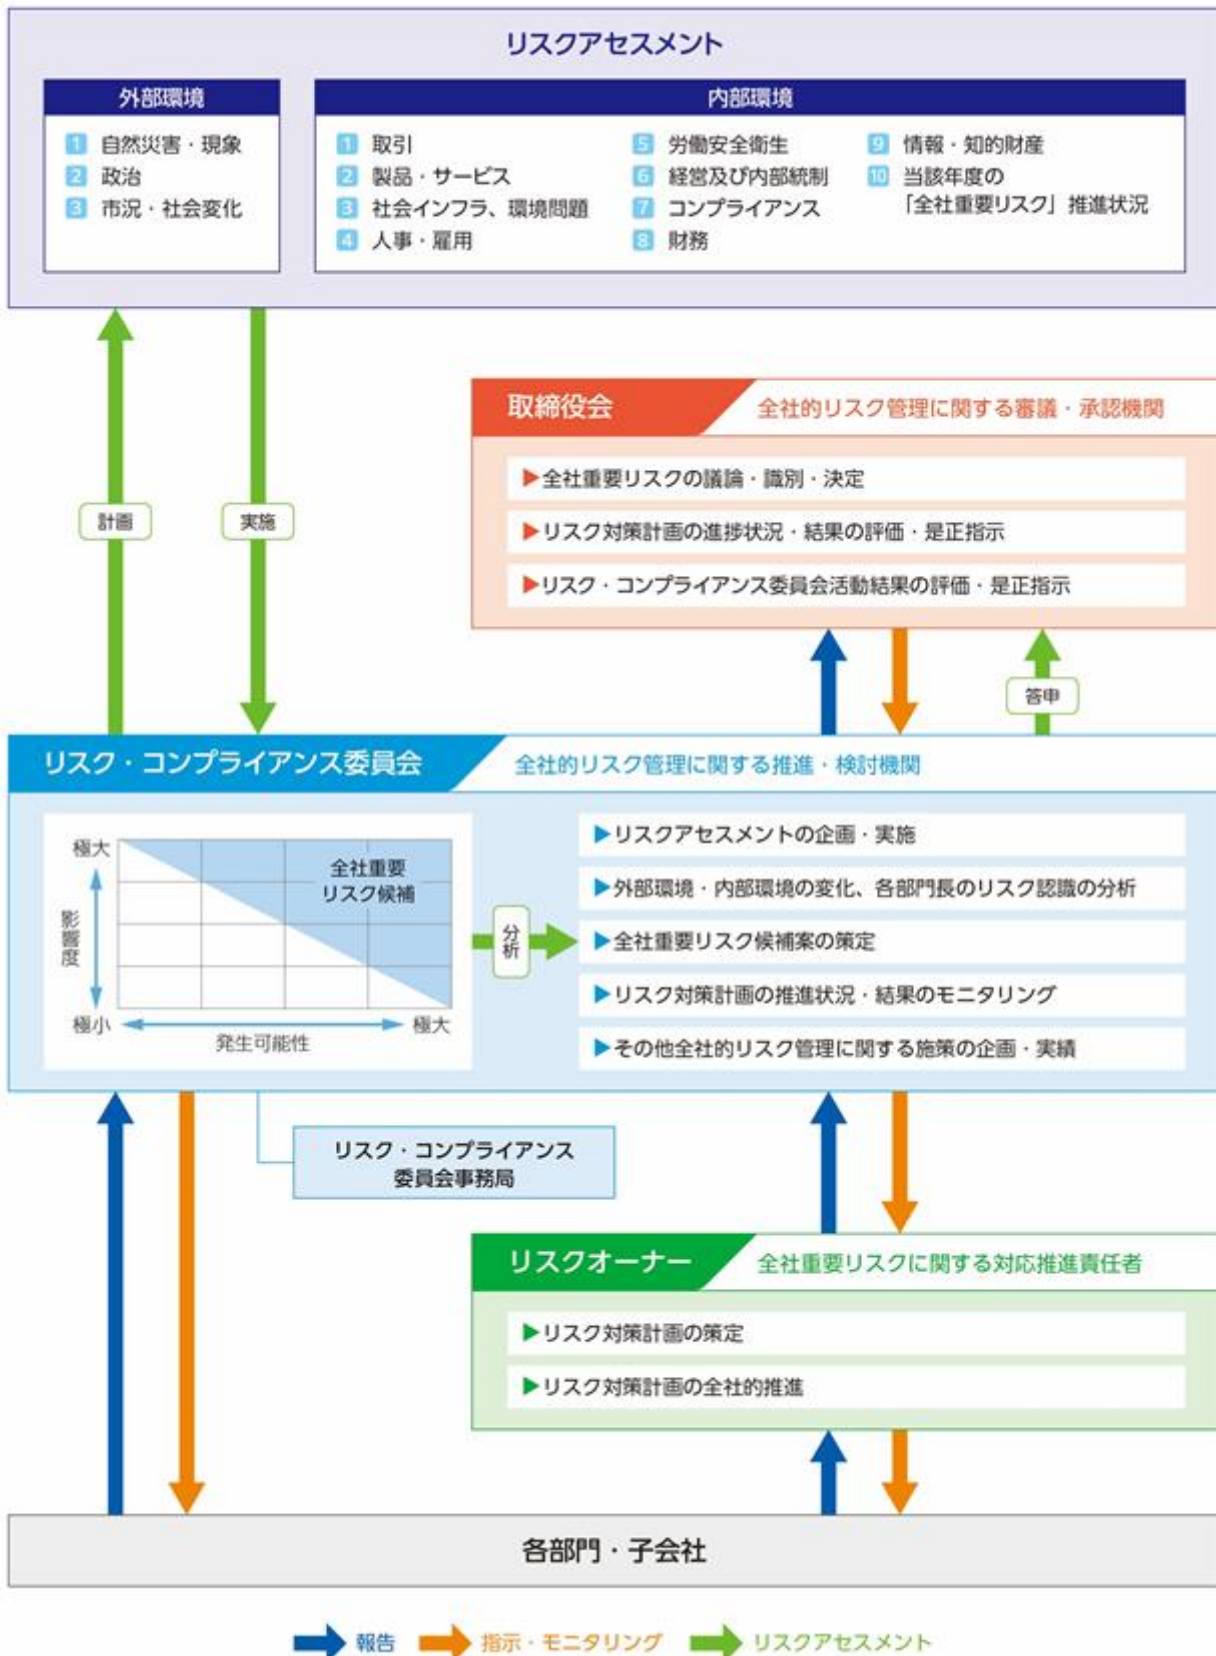 リスクアセスメント
外部環境
1 自然災害・現象
2 政治
3 市況・社会変化
内部環境
1 取引
2 製品・サービス
3 社会インフラ、環境問題
4 人事・雇用
5 労働安全衛生
6 経営及び内部統制
7 コンプライアンス
8 財務
9 情報・知的財産
10 当該年度の
「全社重要リスク」推進状況
計画
実施
取締役会
全社的リスク管理に関する審議・承認機関
▶全社重要リスクの議論・識別・決定
▶リスク対策計画の進捗状況・結果の評価・是正指示
▶リスク・コンプライアンス委員会活動結果の評価・是正指示
答申
リスク・コンプライアンス委員会
全社的リスク管理に関する推進・検討機関
極大
影響度
極小
発生可能性
極大
全社重要
リスク候補
分析
▶リスクアセスメントの企画・実施
▶外部環境・内部環境の変化、各部門長のリスク認識の分析
▶全社重要リスク候補案の策定
▶リスク対策計画の推進状況・結果のモニタリング
▶その他全社的リスク管理に関する施策の企画・実績
リスク・コンプライアンス
委員会事務局
リスクオーナー
全社重要リスクに関する対応推進責任者
▶リスク対策計画の策定
▶リスク対策計画の全社的推進
各部門・子会社
報告
指示・モニタリング
リスクアセスメント